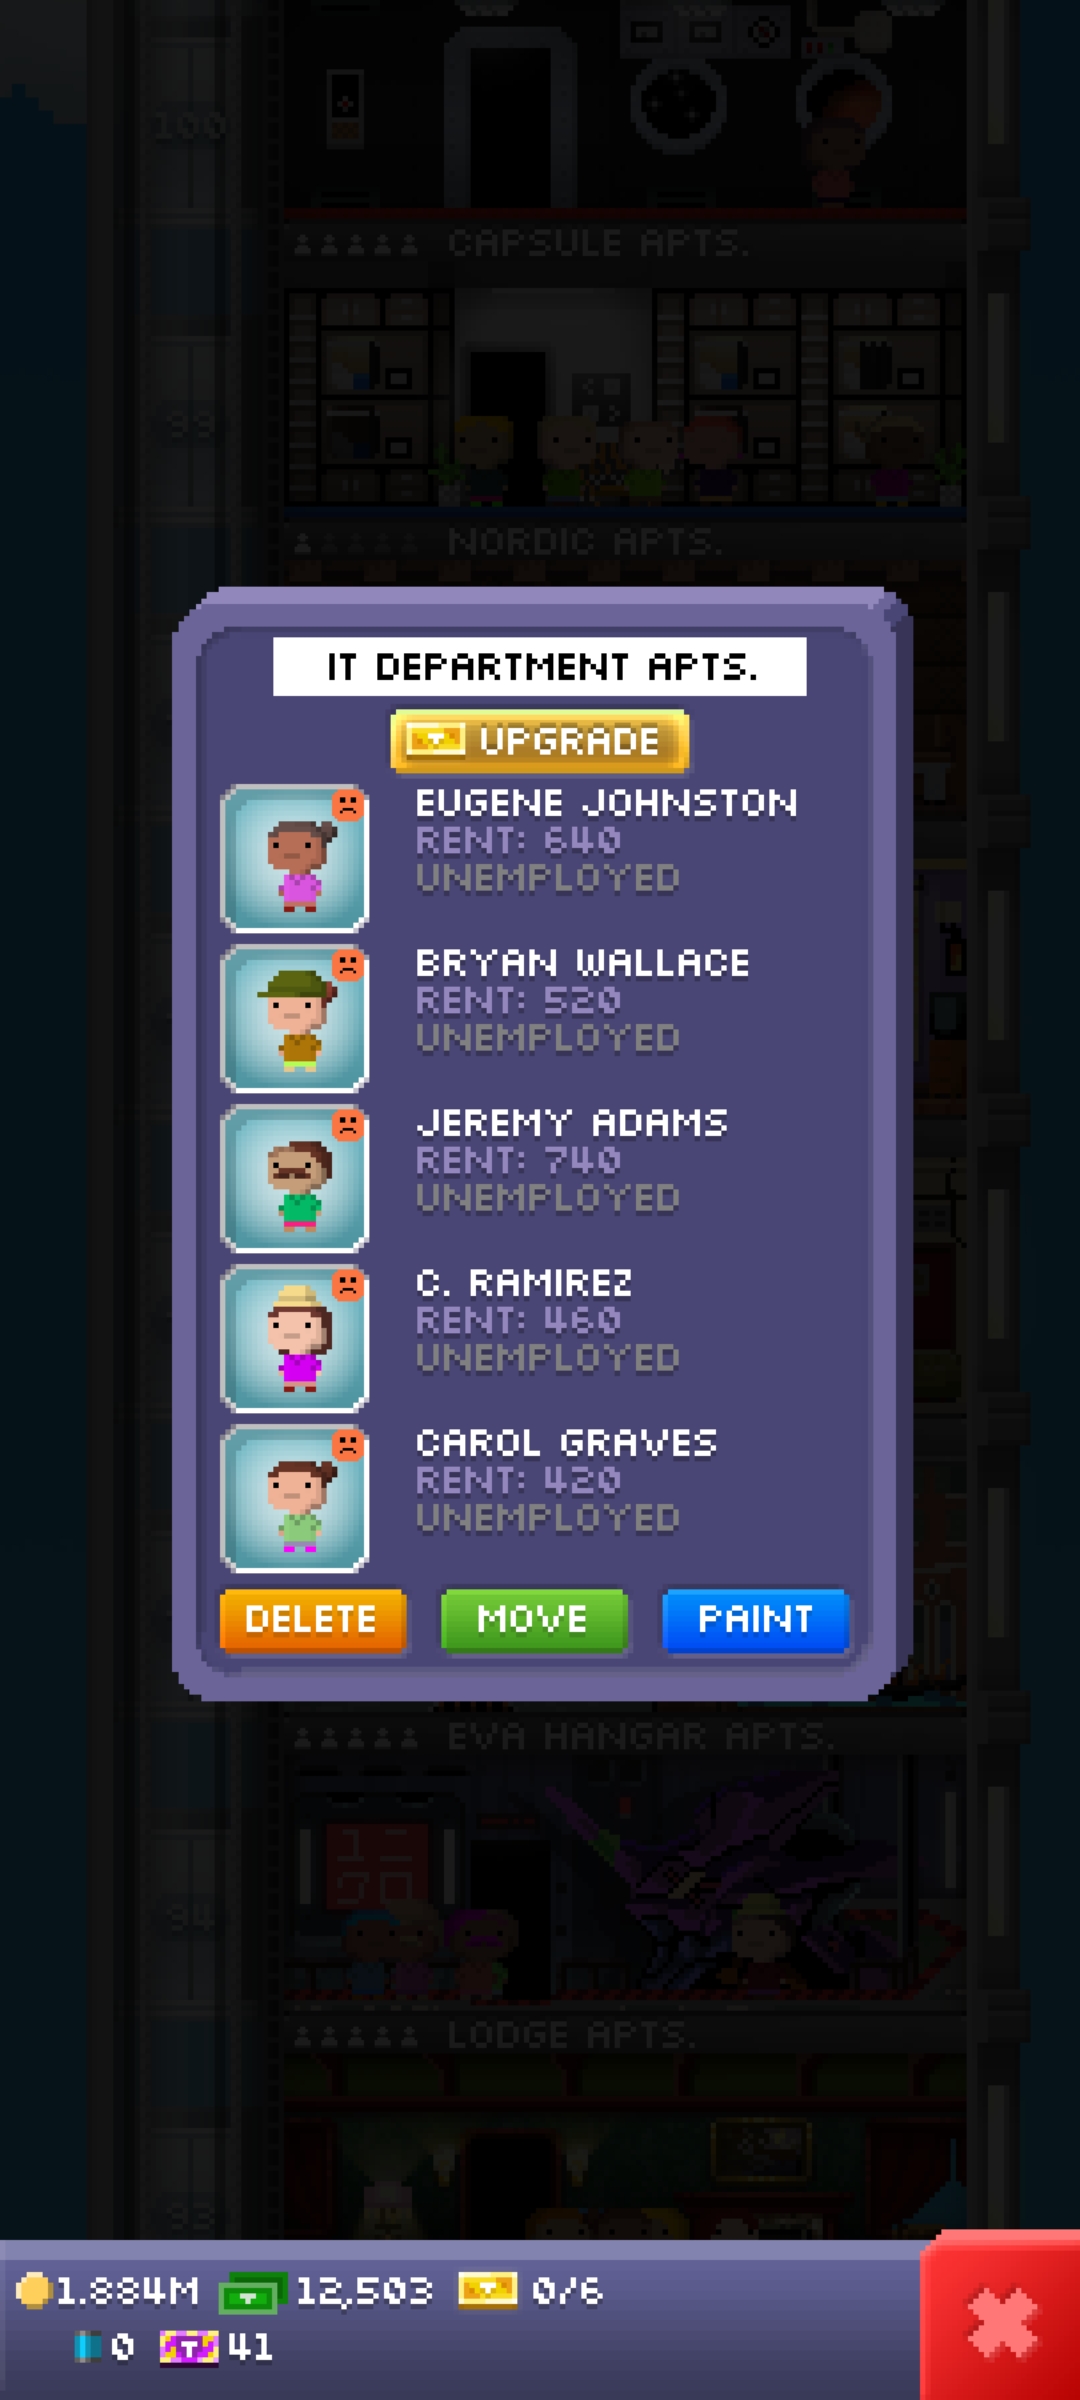 100
CAPSULE APTS.
99
NORDIC APTS.
IT DEPARTMENT APTS.
UPGRADE
EUGENE JOHNSTON
RENT: 640
UNEMPLOYED
BRYAN WALLACE
RENT: 520
UNEMPLOYED
JEREMY ADAMS
RENT: 740
UNEMPLOYED
C. RAMIREZ
RENT: 460
UNEMPLOYED
CAROL GRAVES
RENT: 420
UNEMPLOYED
DELETE MOVE PAINT
EVA HANGAR APTS.
94
LODGE APTS.
93
1.884M 12,503 0/6
0 41